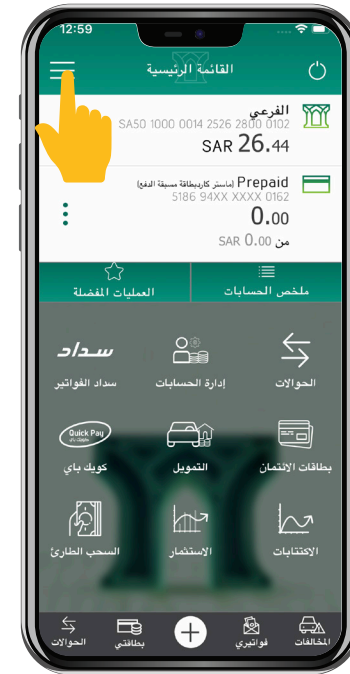 12:59
القائمة الرئيسية
الفرعي
SA50 1000 0014 2526 2800 0102
SAR 26.44
Prepaid (ماستر كارد بطاقة مسبقة الدفع)
5186 94XX XXXX 0162
0.00
من SAR 0.00
ملخص الحسابات
العمليات المفضلة
سداد
الحوالات
إدارة الحسابات
سداد الفواتير
Quick Pay
كويك باي
بطاقات الائتمان
التمويل
كويك باي
الاكتتابات
الاستثمار
السحب الطارئ
المخالفات
فواتيري
بطاقتي
الحوالات